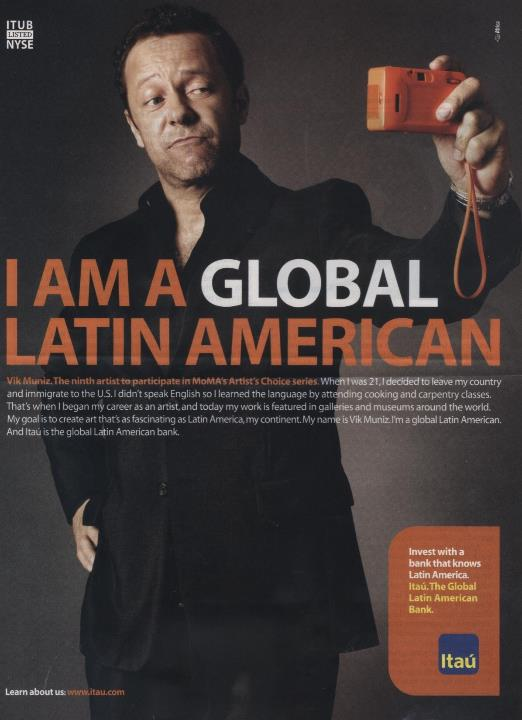 ITUB
LISTED
NYSE
I AM A GLOBAL
LATIN AMERICAN
Vik Muniz. The ninth artist to participate in MoMA's Artist's Choice series. When I was 21, I decided to leave my country
and immigrate to the U.S. I didn't speak English so I learned the language by attending cooking and carpentry classes.
That's when I began my career as an artist, and today my work is featured in galleries and museums around the world.
My goal is to create art that's as fascinating as Latin America, my continent. My name is Vik Muniz. I'm a global Latin American.
And Itaú is the global Latin American bank.
Invest with a
bank that knows
Latin America.
Itaú. The Global
Latin American
Bank.
Itaú
Learn about us: www.itau.com